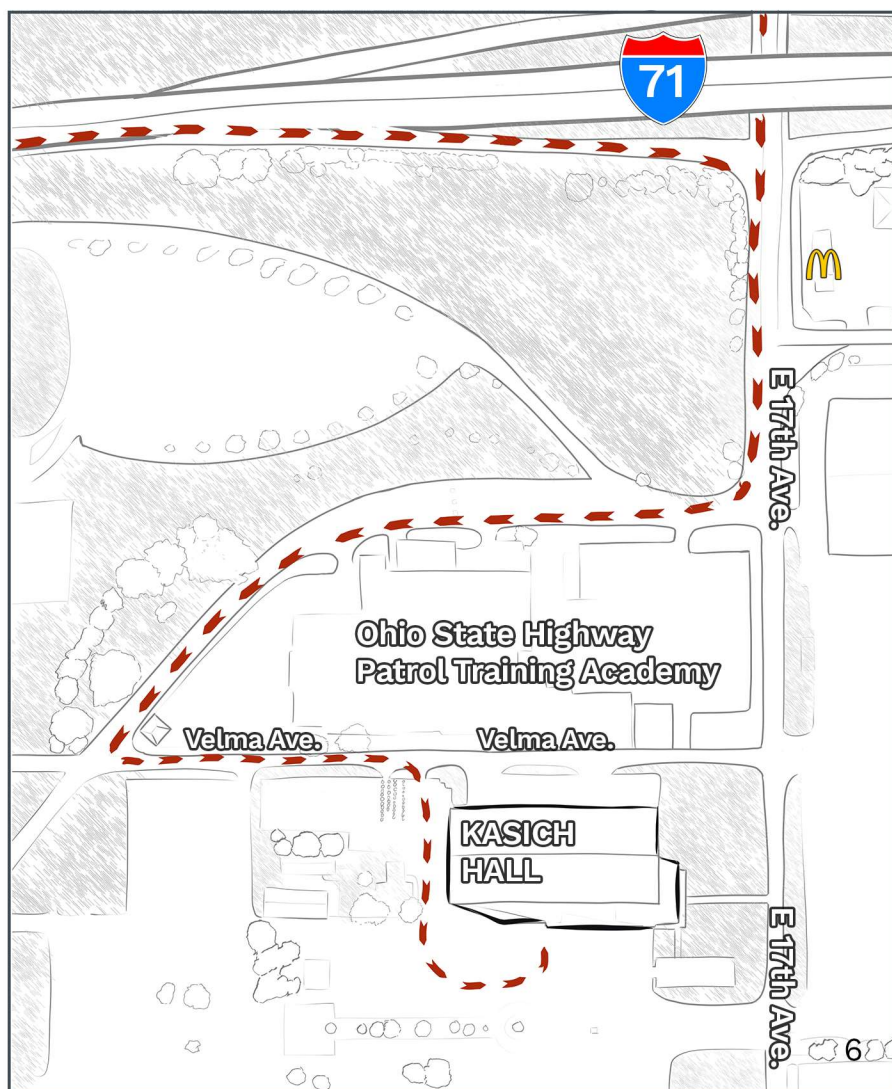 71
E 17th Ave.
Ohio State Highway
Patrol Training Academy
Velma Ave.
Velma Ave.
KASICH
HALL
E 17th Ave.
6